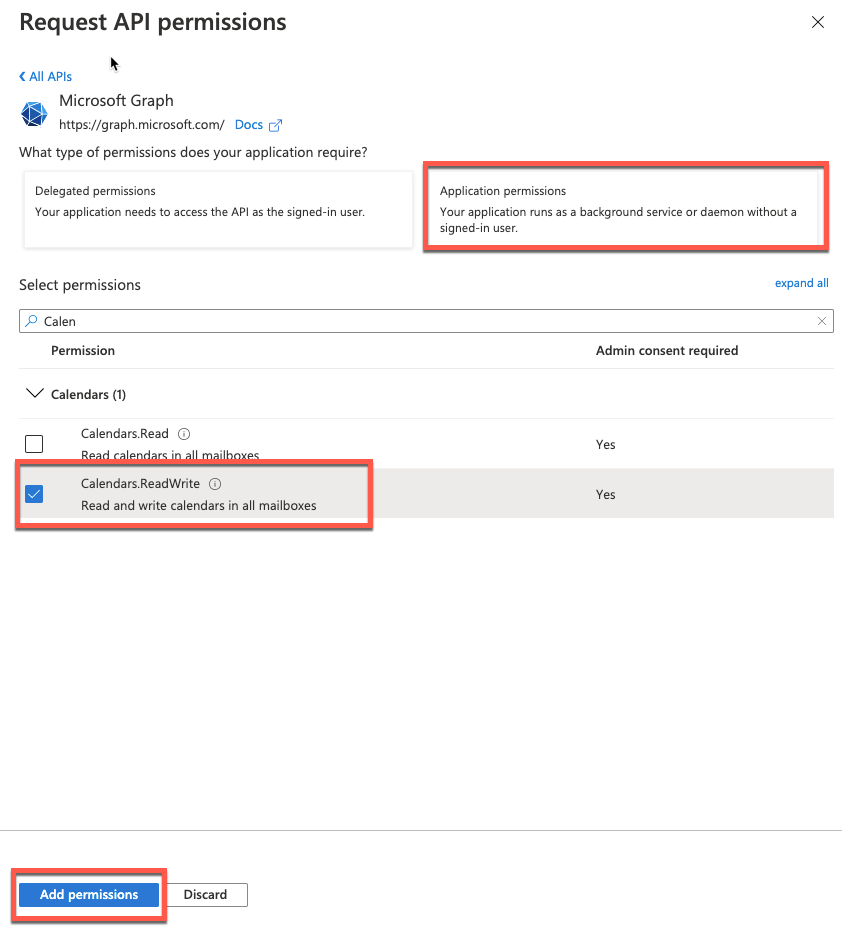 Request API permissions
All APIs
Microsoft Graph
https://graph.microsoft.com/ Docs
What type of permissions does your application require?
Delegated permissions
Your application needs to access the API as the signed-in user.
Application permissions
Your application runs as a background service or daemon without a
signed-in user.
Select permissions
expand all
Calen
Permission
Admin consent required
Calendars (1)
Calendars.Read
Read calendars in all mailboxes
Yes
Calendars.ReadWrite
Read and write calendars in all mailboxes
Yes
Add permissions
Discard